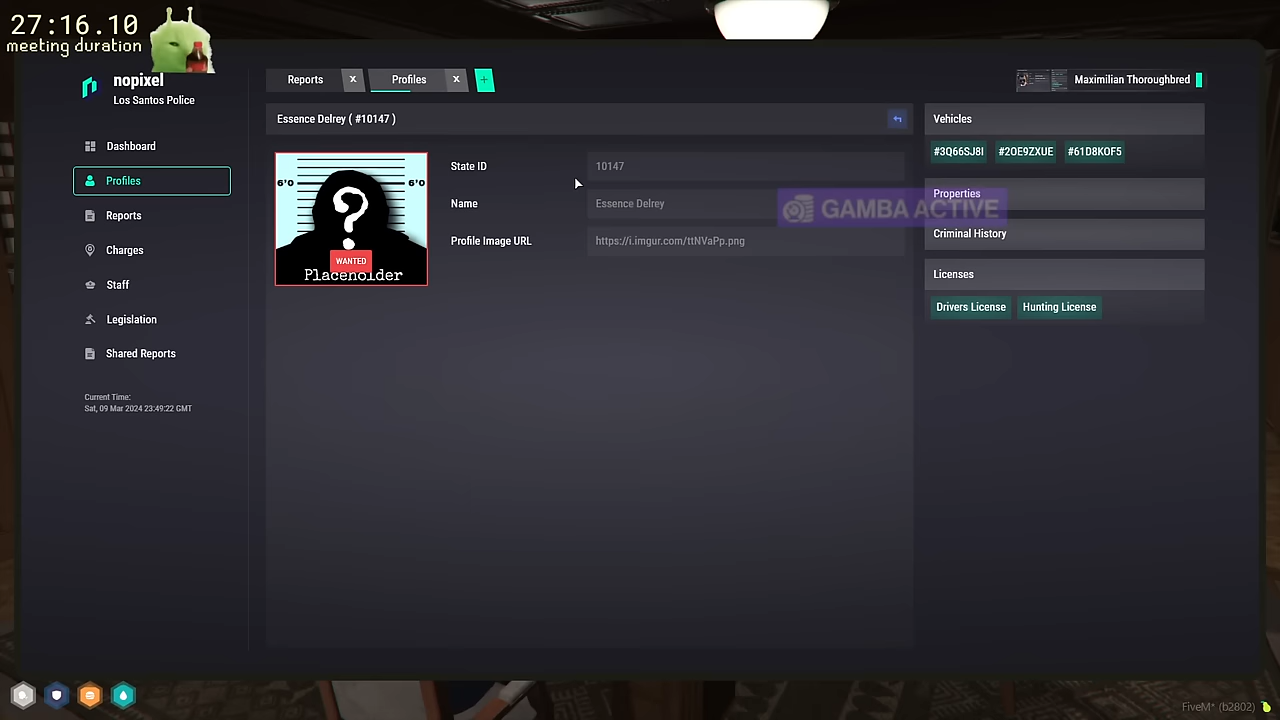 27:16.10
meeting duration
nopixel
Los Santos Police
Reports x Profiles x +
Maximilian Thoroughbred
Dashboard
Profiles
Reports
Charges
Staff
Legislation
Shared Reports
Current Time:
Sat, 09 Mar 2024 23:49:22 GMT
Essence Delrey ( #10147 )
6'0 6'0
?
WANTED
Placeholder
State ID 10147
Name Essence Delrey
Profile Image URL https://i.imgur.com/ttNVaPp.png
GAMBA ACTIVE
Vehicles
#3Q66SJ8I #2OE9ZXUE #61D8KOF5
Properties
Criminal History
Licenses
Drivers License Hunting License
FiveM* (b2802)